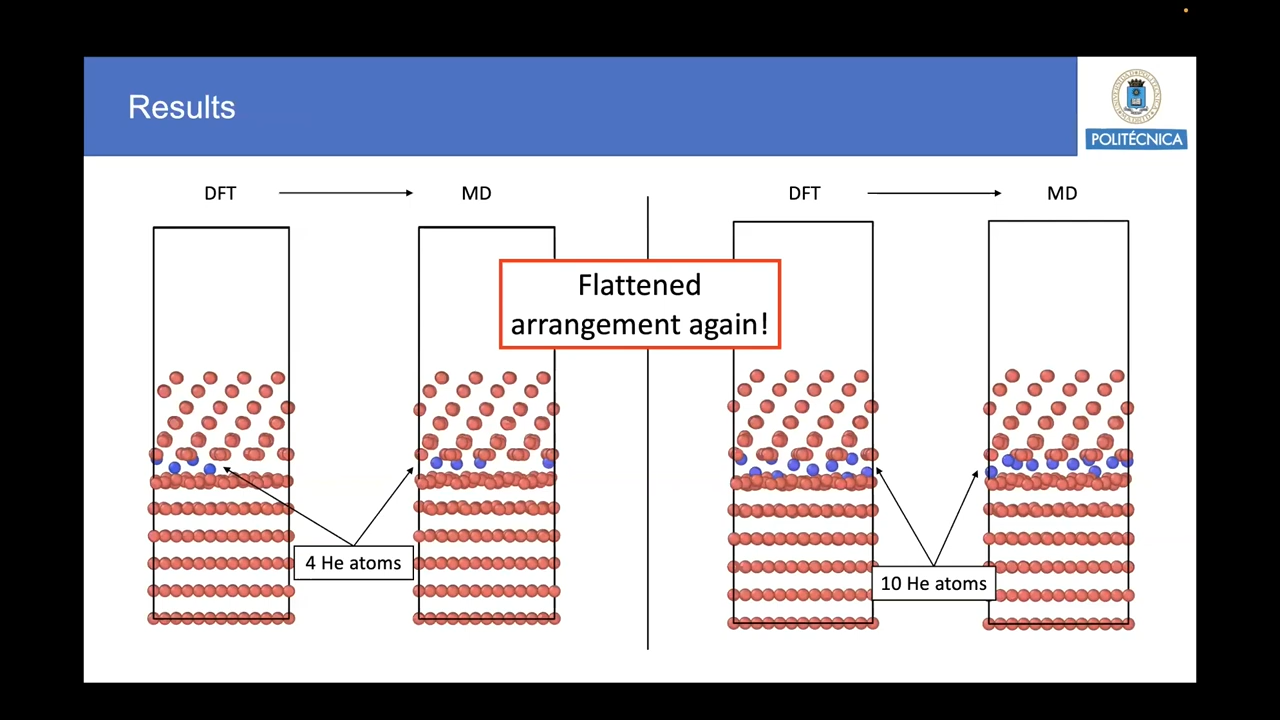 Results
POLITÉCNICA
DFT
MD
DFT
MD
Flattened
arrangement again!
4 He atoms
10 He atoms